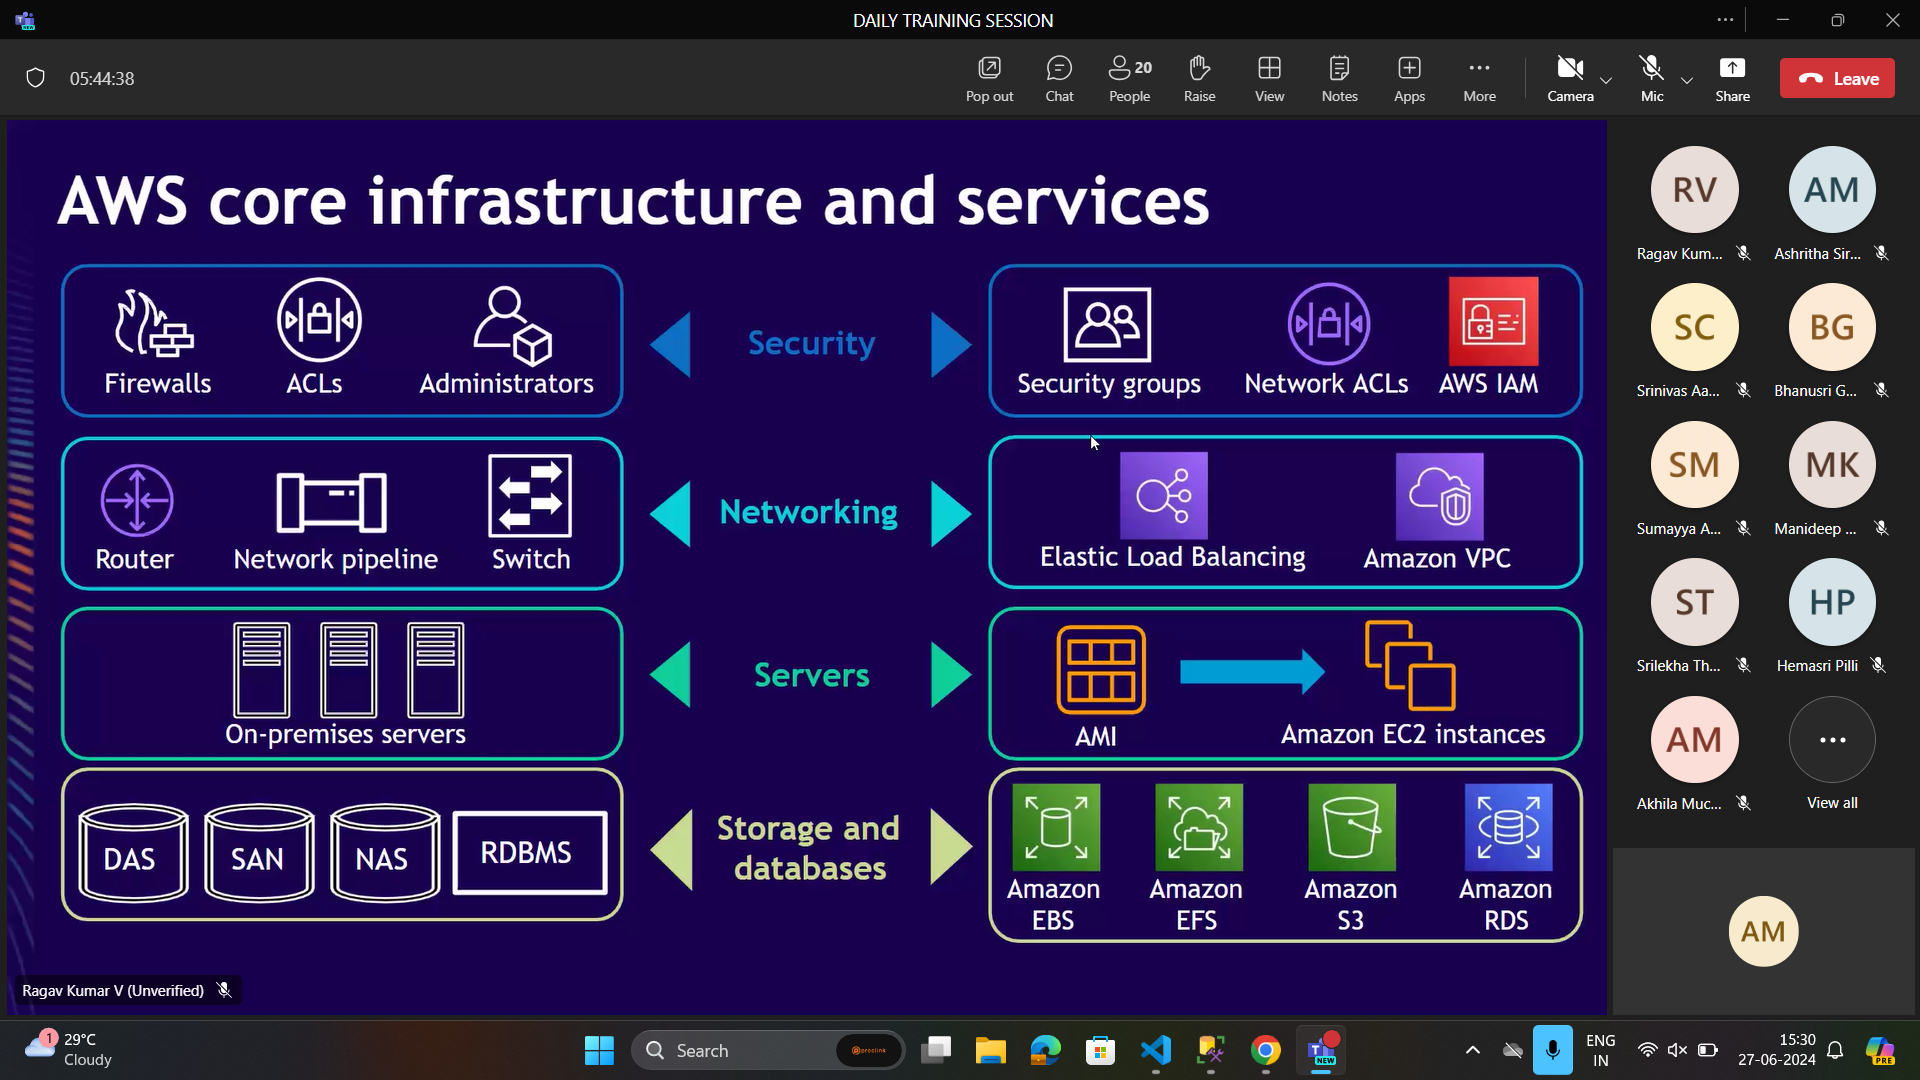 DAILY TRAINING SESSION
05:44:38
Pop out
Chat
20
People
Raise
View
Notes
Apps
More
Camera
Mic
Share
Leave
AWS core infrastructure and services
Firewalls
ACLs
Administrators
Security
Security groups
Network ACLs
AWS IAM
Router
Network pipeline
Switch
Networking
Elastic Load Balancing
Amazon VPC
On-premises servers
Servers
AMI
Amazon EC2 instances
DAS
SAN
NAS
RDBMS
Storage and
databases
Amazon
EBS
Amazon
EFS
Amazon
S3
Amazon
RDS
Ragav Kumar V (Unverified)
RV
Ragav Kum...
AM
Ashritha Sir...
SC
Srinivas Aa...
BG
Bhanusri G...
SM
Sumayya A...
MK
Manideep ...
ST
Srilekha Th...
HP
Hemasri Pilli
AM
Akhila Muc...
View all
AM
1
29°C
Cloudy
Search
proclink
NEW
ENG
IN
15:30
27-06-2024
PRE